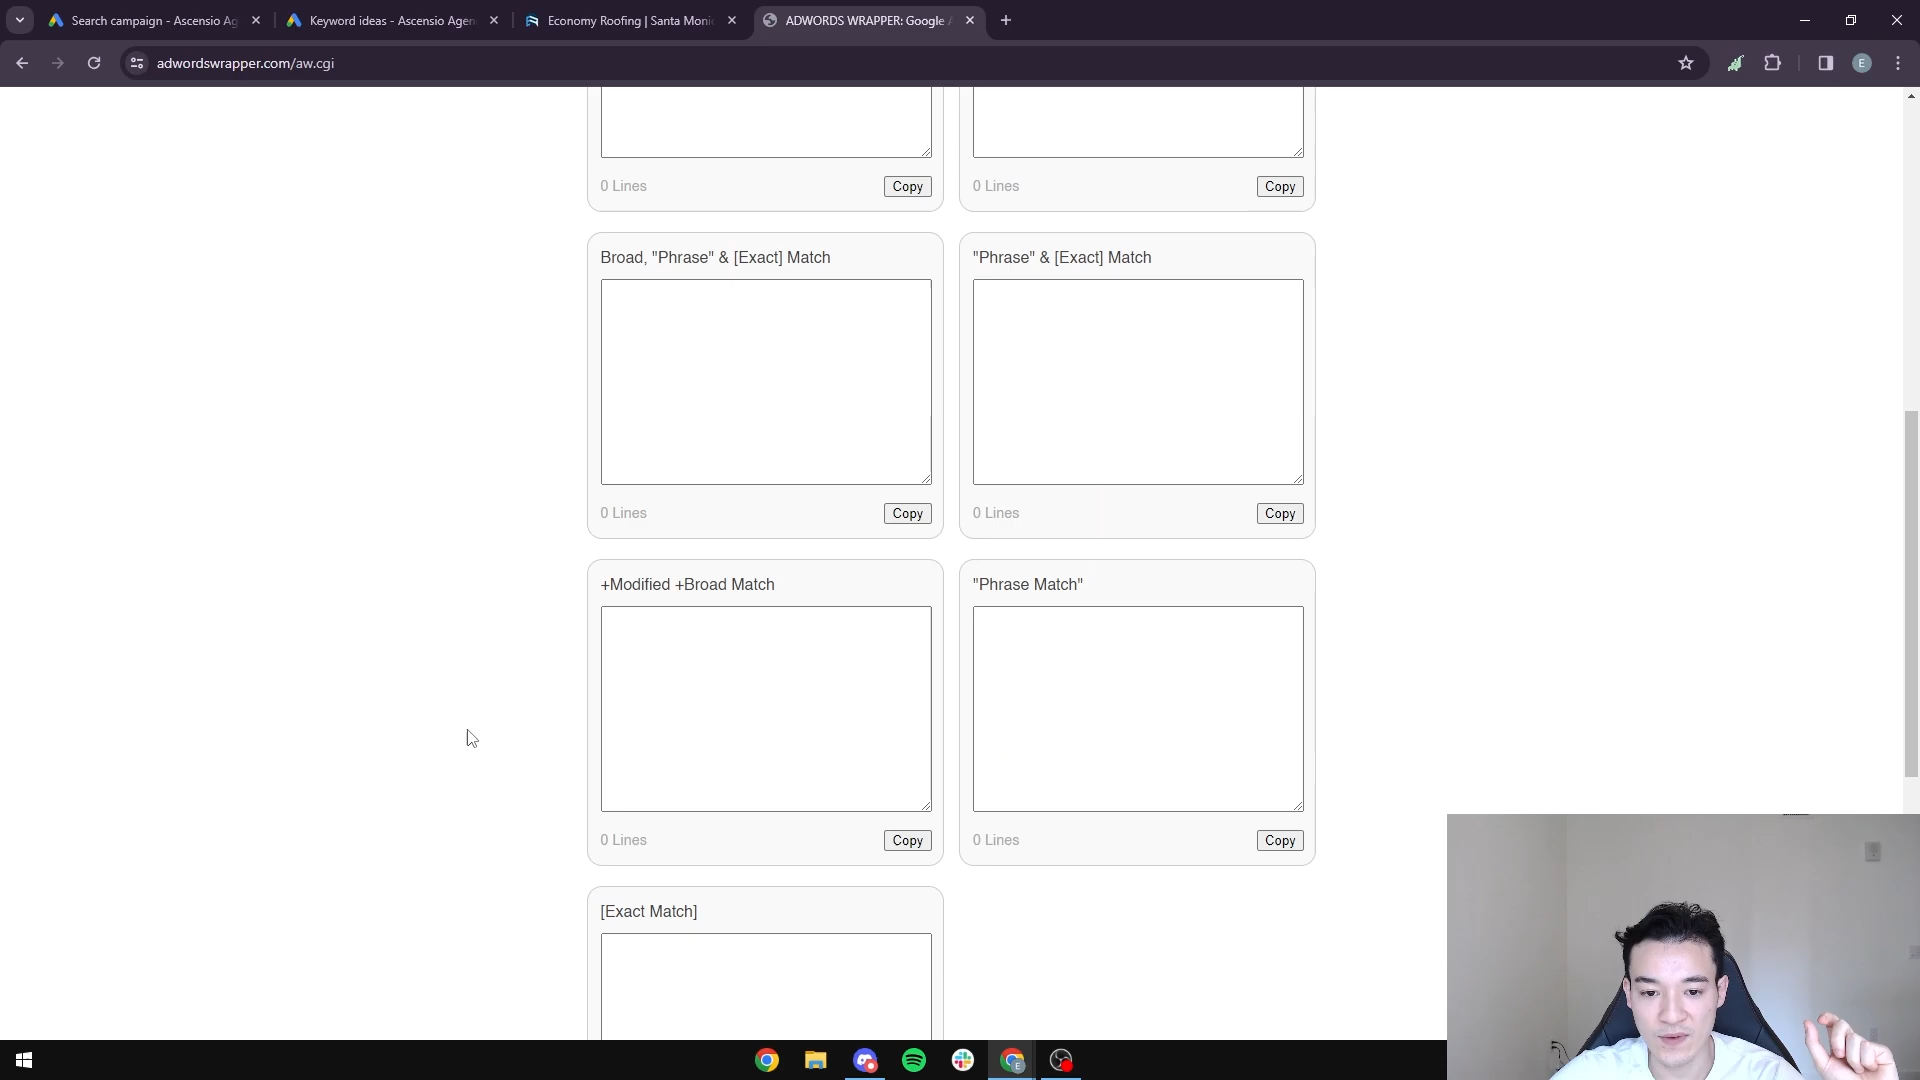 Search campaign - Ascensio Ag
Keyword ideas - Ascensio Agen
Economy Roofing | Santa Moni
ADWORDS WRAPPER: Google A
adwordswrapper.com/aw.cgi
E
0 Lines
Copy
0 Lines
Copy
Broad, "Phrase" & [Exact] Match
"Phrase" & [Exact] Match
0 Lines
Copy
0 Lines
Copy
+Modified +Broad Match
"Phrase Match"
0 Lines
Copy
0 Lines
Copy
[Exact Match]
E